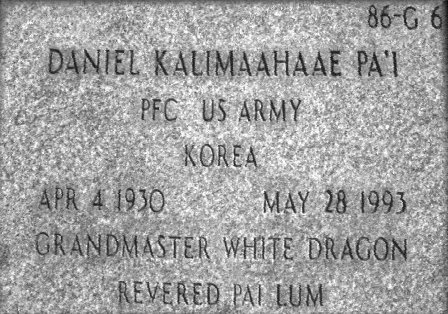 86-G 6
DANIEL KALIMAAHAAE PA'I
PFC US ARMY
KOREA
APR 4 1930 MAY 28 1993
GRANDMASTER WHITE DRAGON
REVERED PAI LUM